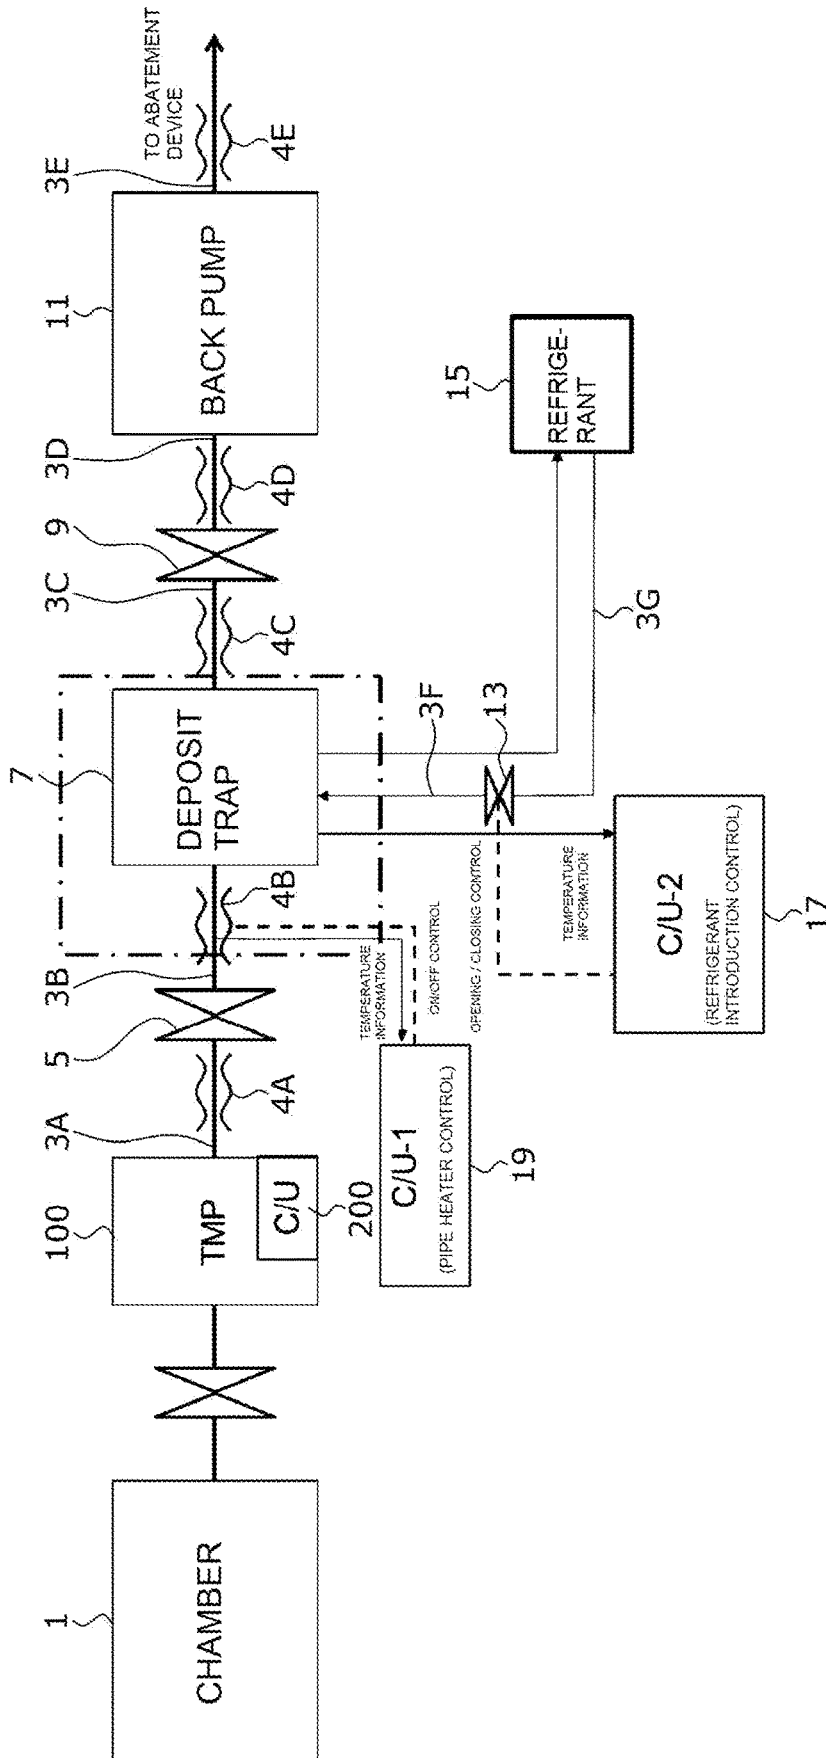 1
CHAMBER
100
TMP
C/U
200
3A
4A
5
3B
4B
7
DEPOSIT
TRAP
3C
4C
9
3D
4D
11
BACK PUMP
3E
4E
TO ABATEMENT
DEVICE
TEMPERATURE
INFORMATION
ON/OFF CONTROL
C/U-1
(PIPE HEATER CONTROL)
19
OPENING / CLOSING CONTROL
3F
13
3G
15
REFRIGE-
RANT
TEMPERATURE
INFORMATION
C/U-2
(REFRIGERANT
INTRODUCTION CONTROL)
17